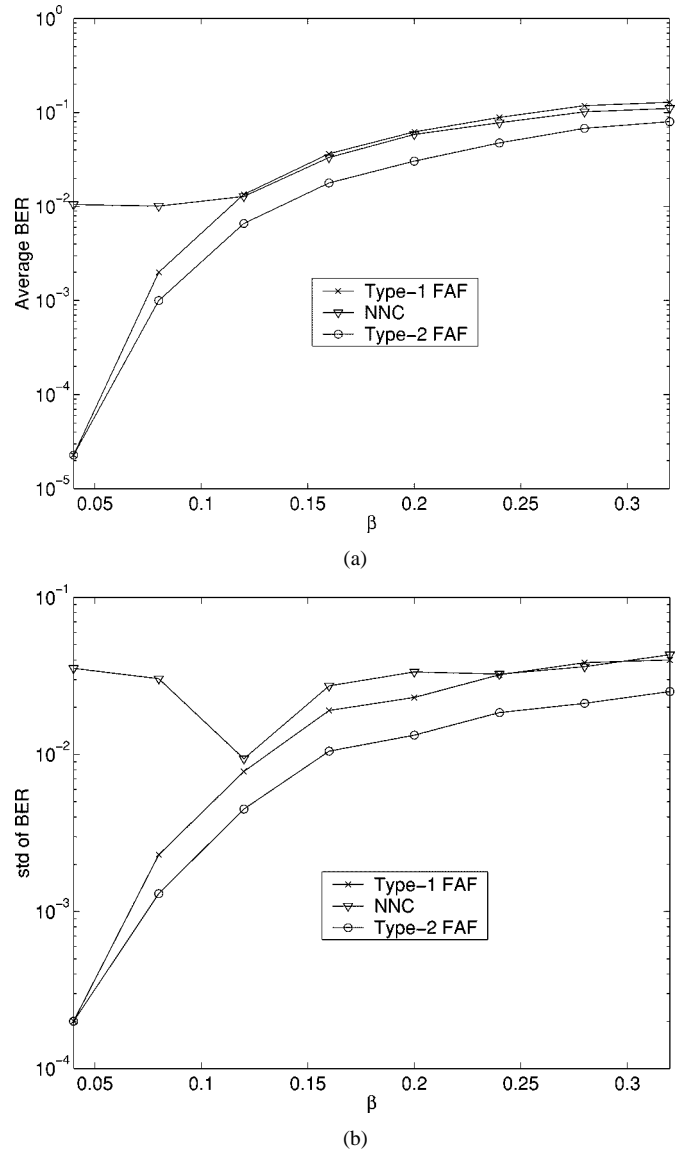 10^0
10^-1
10^-2
10^-3
10^-4
10^-5
Average BER
Type-1 FAF
NNC
Type-2 FAF
0.05 0.1 0.15 0.2 0.25 0.3
β
(a)
10^-1
10^-2
10^-3
10^-4
std of BER
Type-1 FAF
NNC
Type-2 FAF
0.05 0.1 0.15 0.2 0.25 0.3
β
(b)